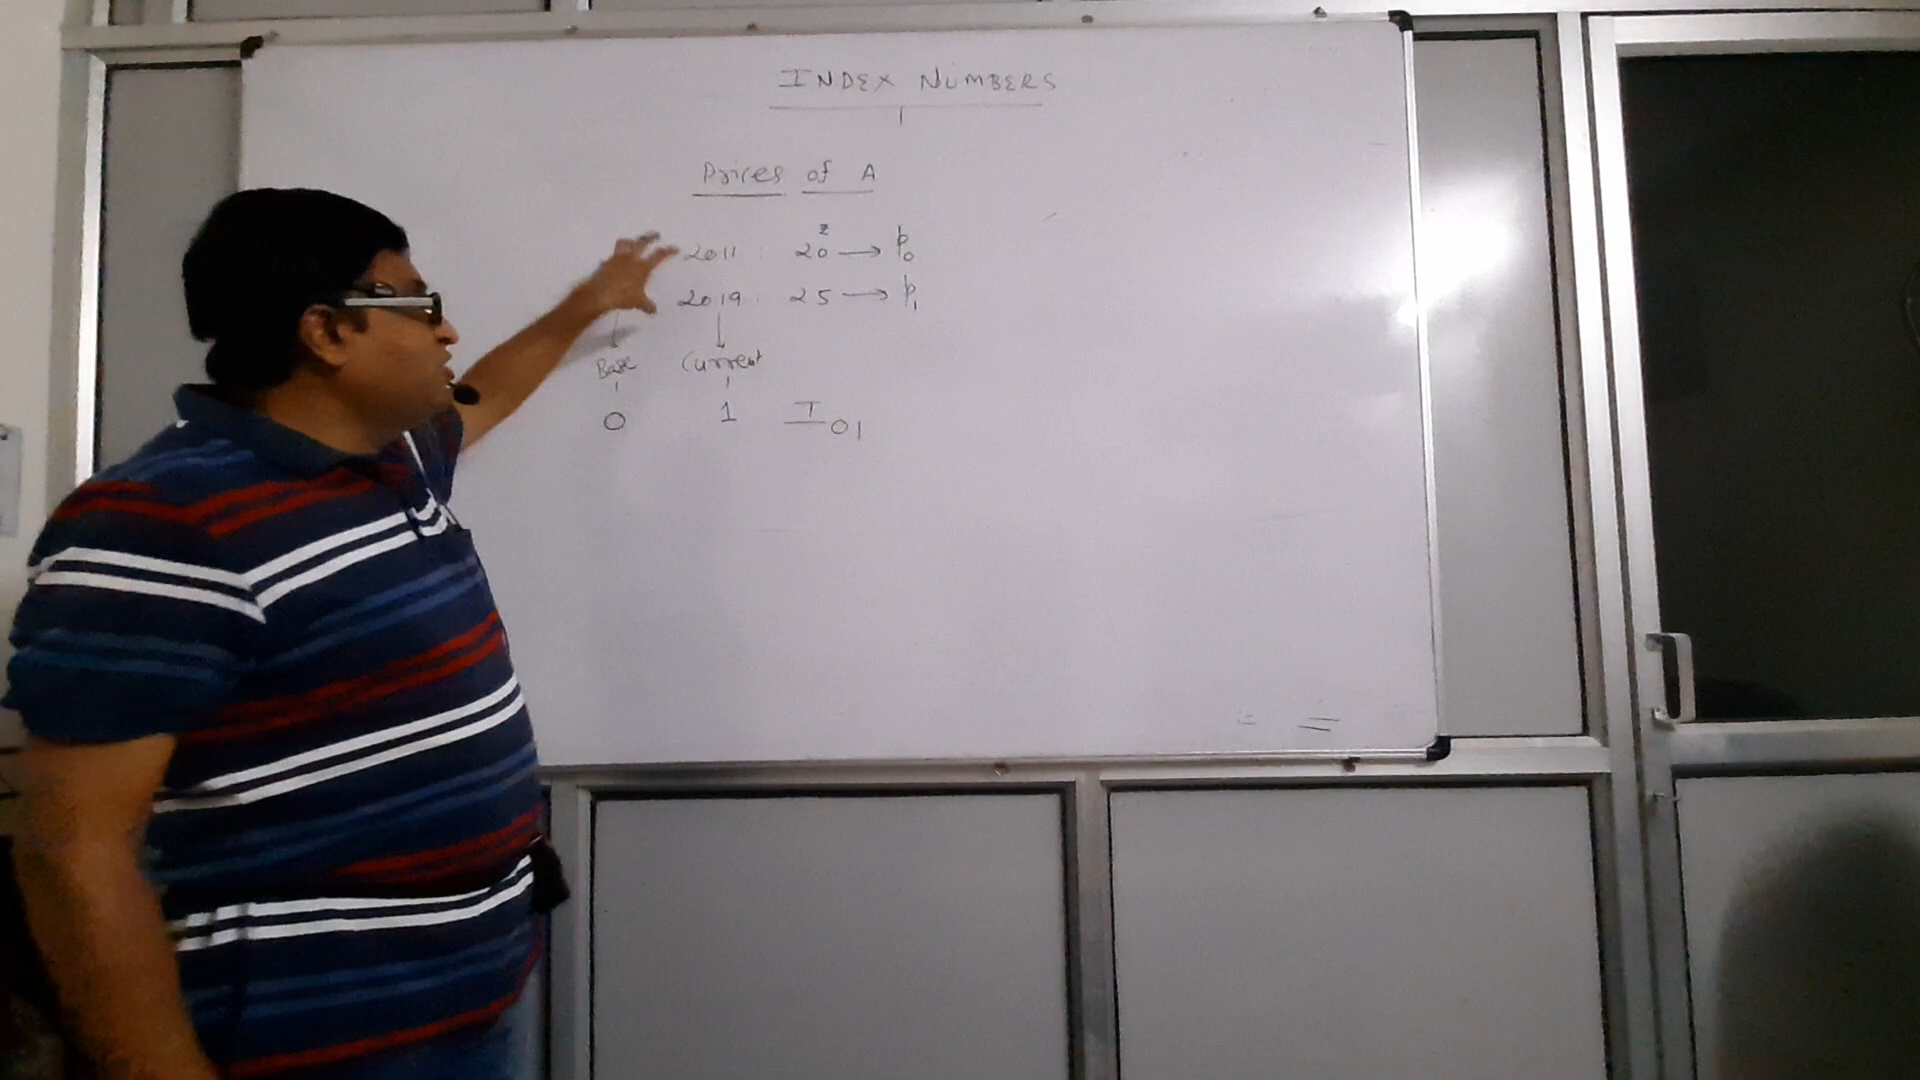 INDEX NUMBERS
Prices of A
2011 : 20 → p0
2019 . 25 → p1
Base Current
0 1 I01